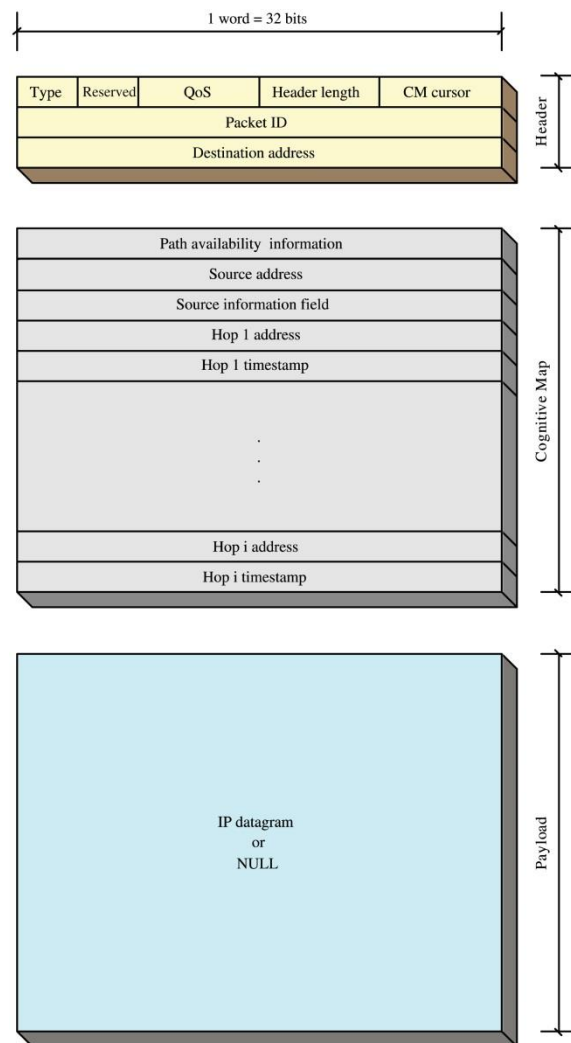 1 word = 32 bits
Type Reserved QoS Header length CM cursor
Packet ID
Destination address
Header
Path availability information
Source address
Source information field
Hop 1 address
Hop 1 timestamp
.
.
.
Hop i address
Hop i timestamp
Cognitive Map
IP datagram
or
NULL
Payload